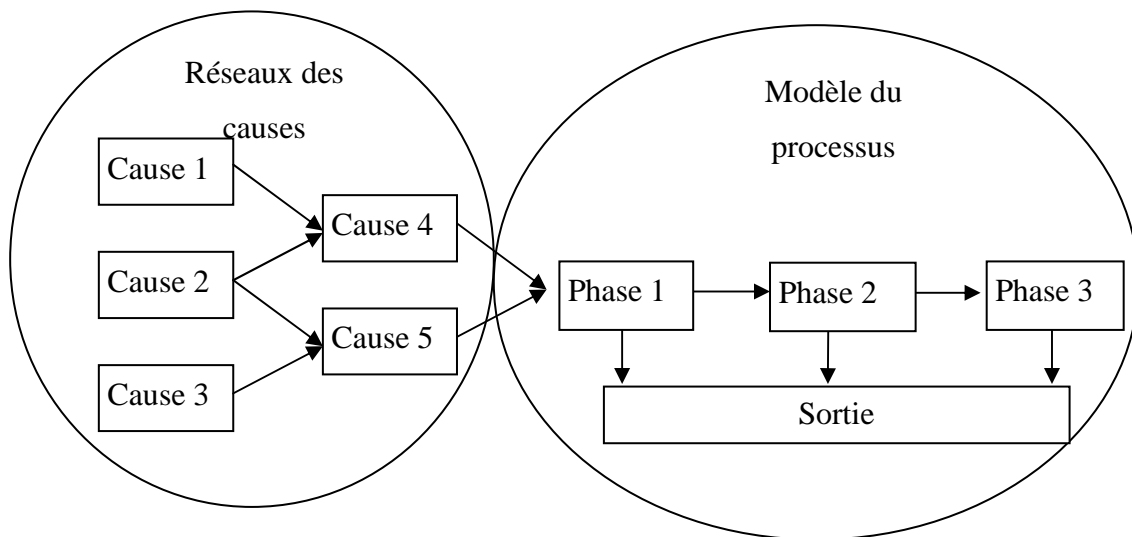 Réseaux des
causes
Cause 1
Cause 2
Cause 3
Cause 4
Cause 5
Modèle du
processus
Phase 1
Phase 2
Phase 3
Sortie